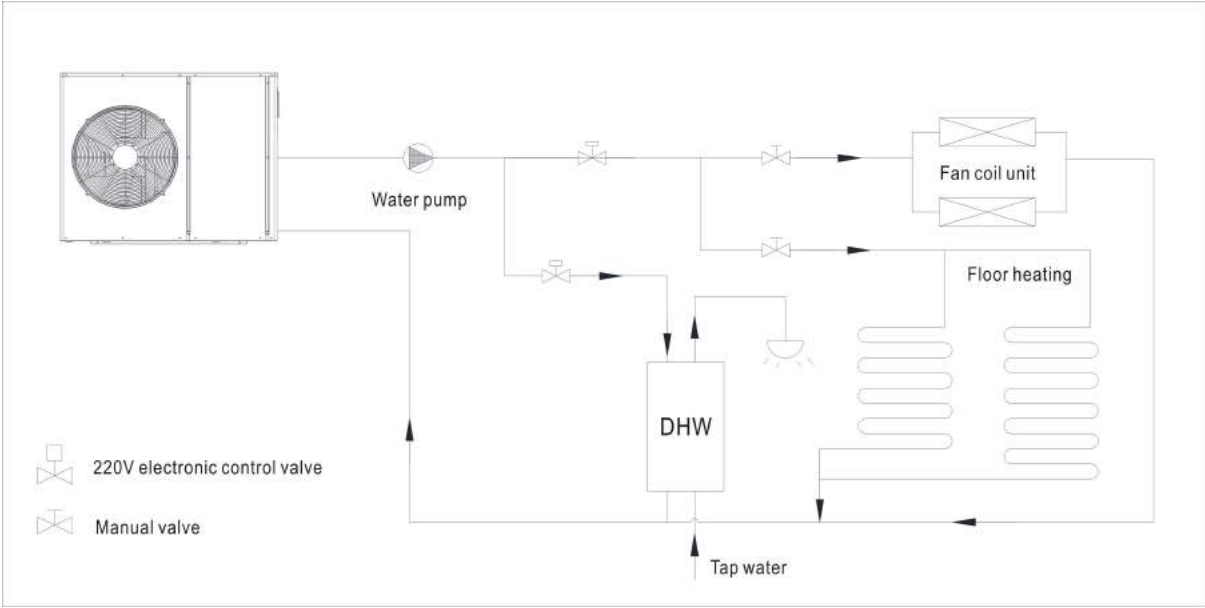 Water pump
Fan coil unit
Floor heating
DHW
220V electronic control valve
Manual valve
Tap water